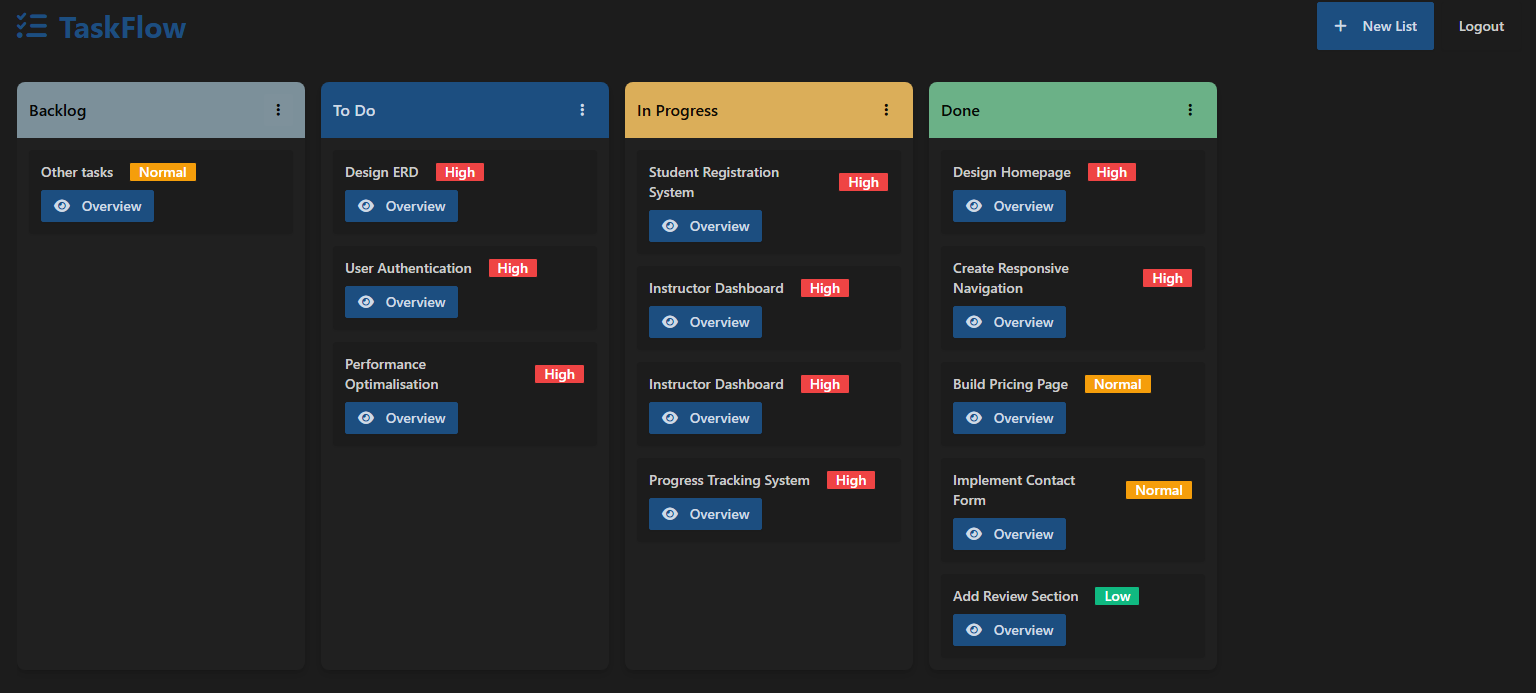 TaskFlow
New List
Logout
Backlog
Other tasks Normal
Overview
To Do
Design ERD High
Overview
User Authentication High
Overview
Performance
Optimalisation
High
Overview
In Progress
Student Registration
System
High
Overview
Instructor Dashboard High
Overview
Instructor Dashboard High
Overview
Progress Tracking System High
Overview
Done
Design Homepage High
Overview
Create Responsive
Navigation
High
Overview
Build Pricing Page Normal
Overview
Implement Contact
Form
Normal
Overview
Add Review Section Low
Overview